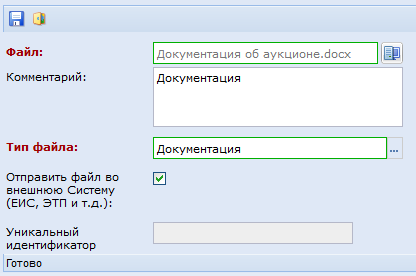 Файл: Документация об аукционе.docx
Комментарий: Документация
Тип файла: Документация ...
Отправить файл во
внешнюю Систему
(ЕИС, ЭТП и т.д.):
Уникальный
идентификатор
Готово